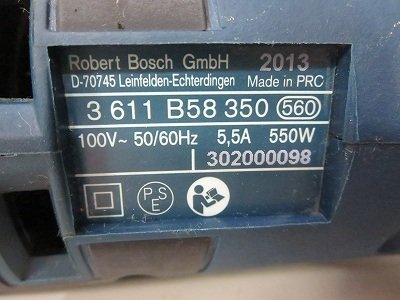 Robert Bosch GmbH 2013
D-70745 Leinfelden-Echterdingen Made in PRC
3 611 B58 350 560
100V~ 50/60Hz 5,5A 550W
302000098
PSE